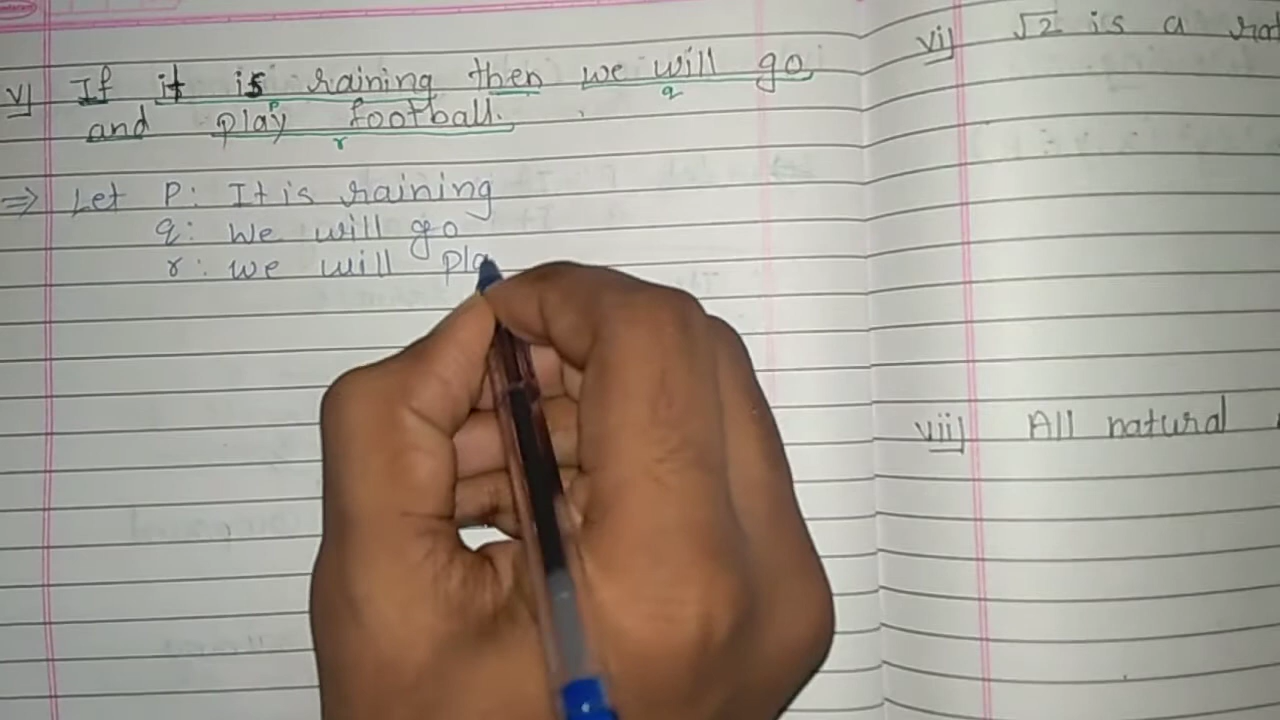 v) If it is raining then we will go
p q
and play football.
r
⇒ Let P: It is raining
q: we will go
r: we will pla
vi) √2 is a
vii) All natural